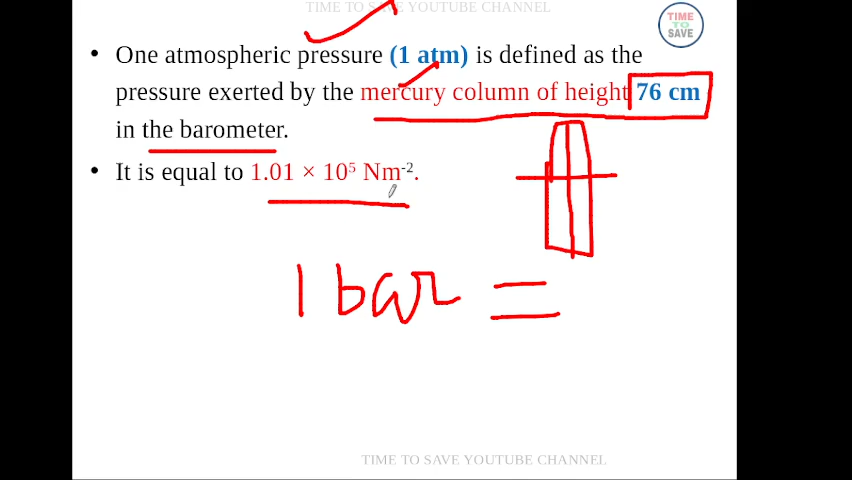 TIME TO SAVE YOUTUBE CHANNEL
TIME
TO
SAVE
• One atmospheric pressure (1 atm) is defined as the
pressure exerted by the mercury column of height 76 cm
in the barometer.
• It is equal to 1.01 × 10⁵ Nm⁻².
1 bar =
TIME TO SAVE YOUTUBE CHANNEL